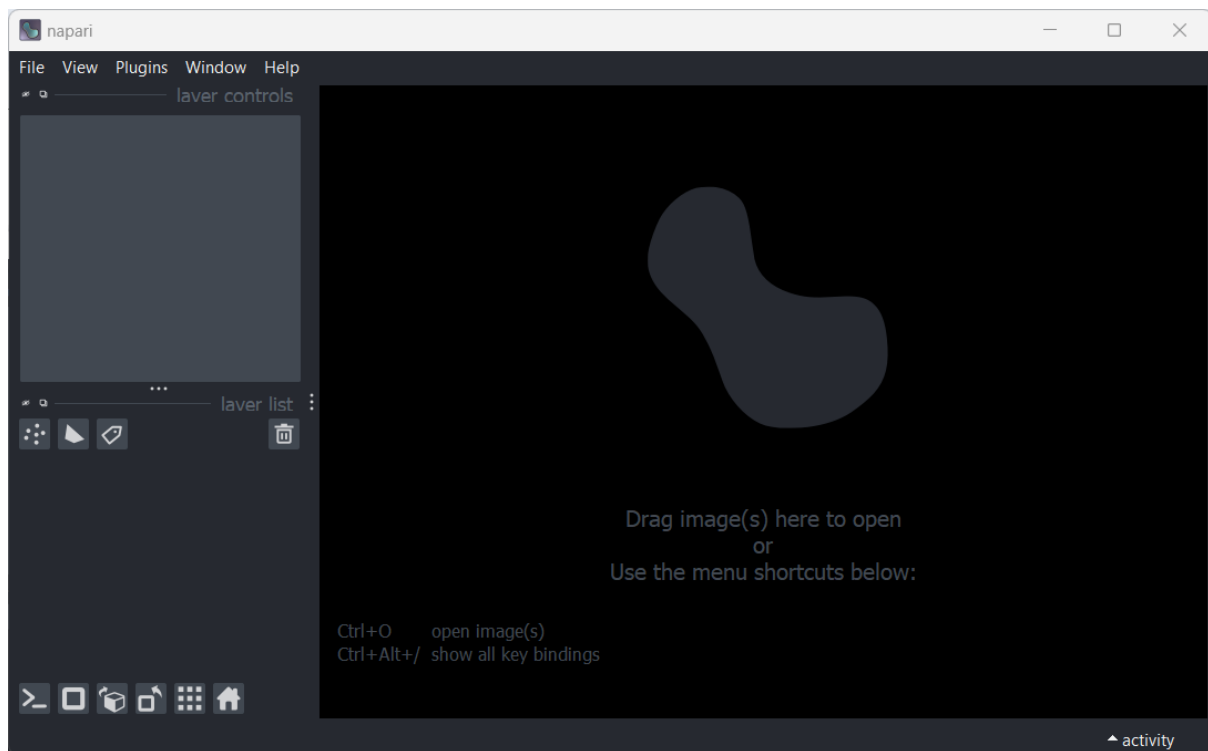 napari
File View Plugins Window Help
layer controls
layer list
Drag image(s) here to open
or
Use the menu shortcuts below:
Ctrl+O open image(s)
Ctrl+Alt+/ show all key bindings
activity